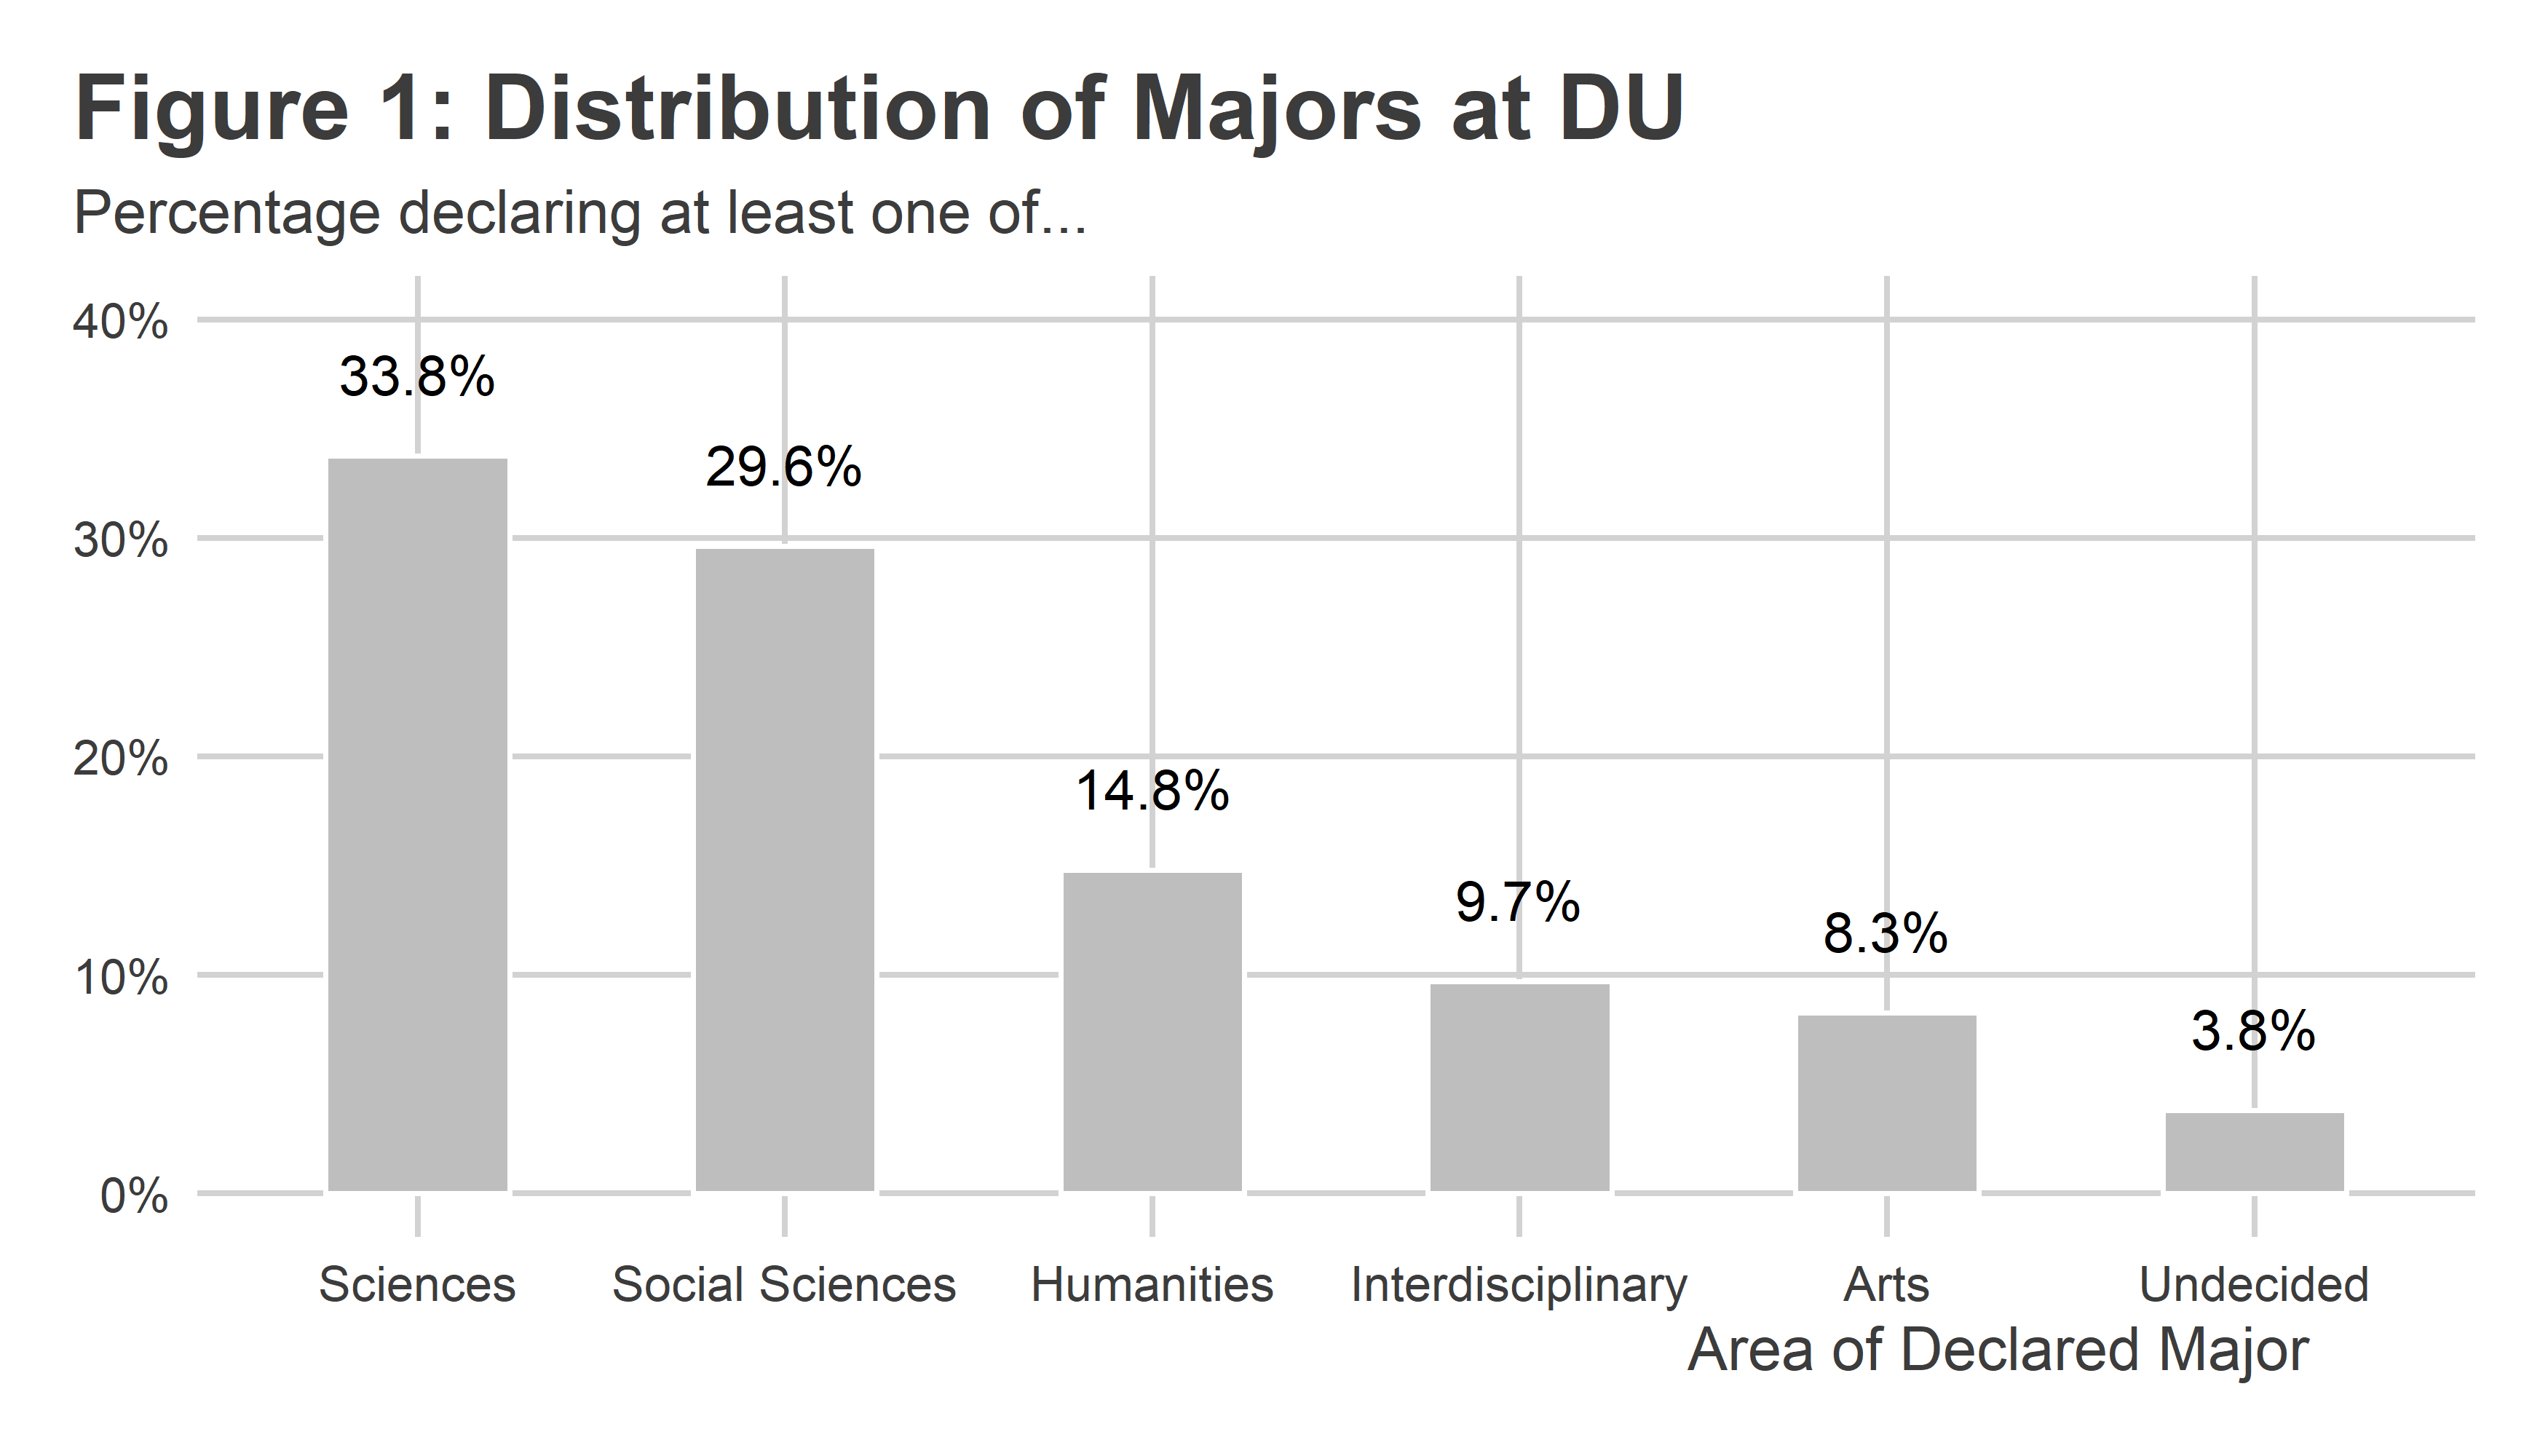 Figure 1: Distribution of Majors at DU
Percentage declaring at least one of...
40%
33.8%
29.6%
30%
20%
14.8%
9.7%
8.3%
10%
3.8%
0%
Sciences Social Sciences Humanities Interdisciplinary Arts Undecided
Area of Declared Major